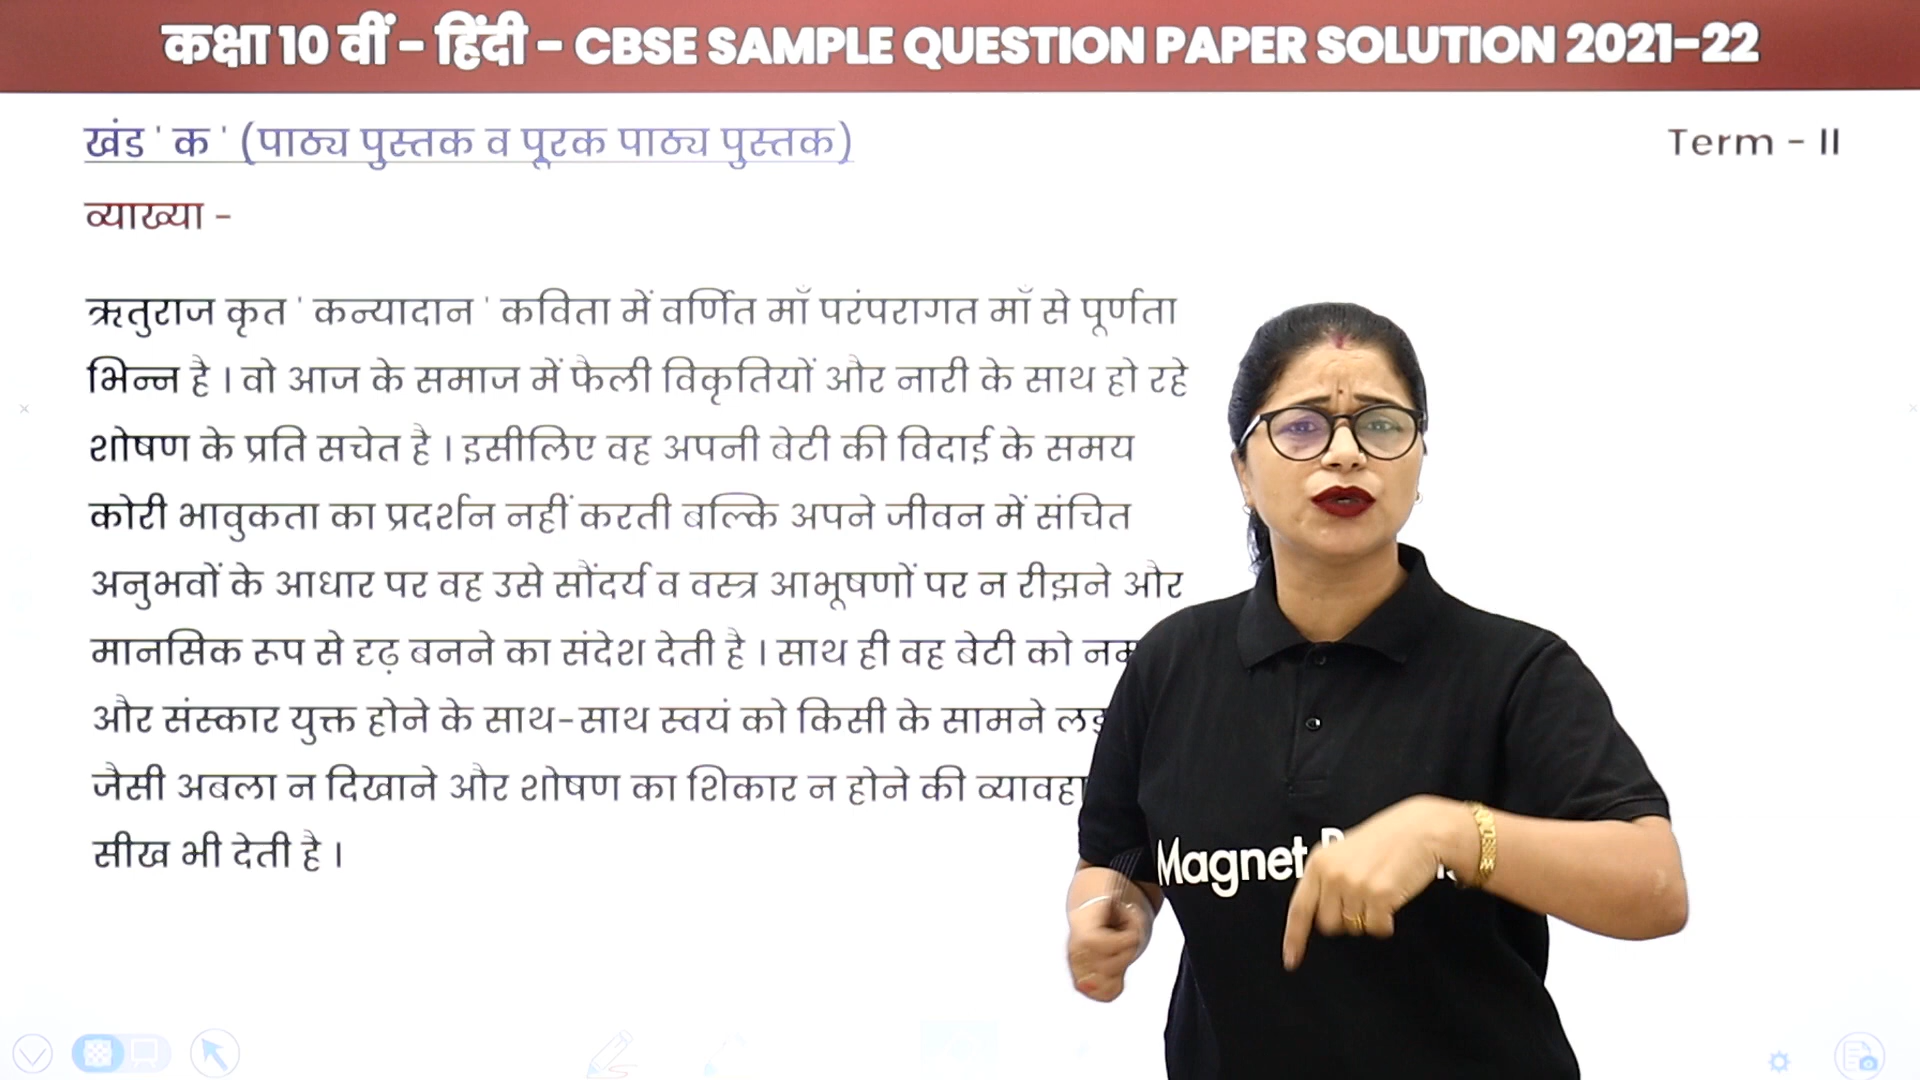 कक्षा 10 वीं - हिंदी - CBSE SAMPLE QUESTION PAPER SOLUTION 2021-22
खंड ' क ' (पाठ्य पुस्तक व पूरक पाठ्य पुस्तक)
Term - II
व्याख्या -
ऋतुराज कृत ' कन्यादान ' कविता में वर्णित माँ परंपरागत माँ से पूर्णता
भिन्न है । वो आज के समाज में फैली विकृतियों और नारी के साथ हो रहे
शोषण के प्रति सचेत है । इसीलिए वह अपनी बेटी की विदाई के समय
कोरी भावुकता का प्रदर्शन नहीं करती बल्कि अपने जीवन में संचित
अनुभवों के आधार पर वह उसे सौंदर्य व वस्त्र आभूषणों पर न रीझने और
मानसिक रूप से दृढ़ बनने का संदेश देती है । साथ ही वह बेटी को
और संस्कार युक्त होने के साथ-साथ स्वयं को किसी के सामने
जैसी अबला न दिखाने और शोषण का शिकार न होने की
सीख भी देती है ।
Magnet